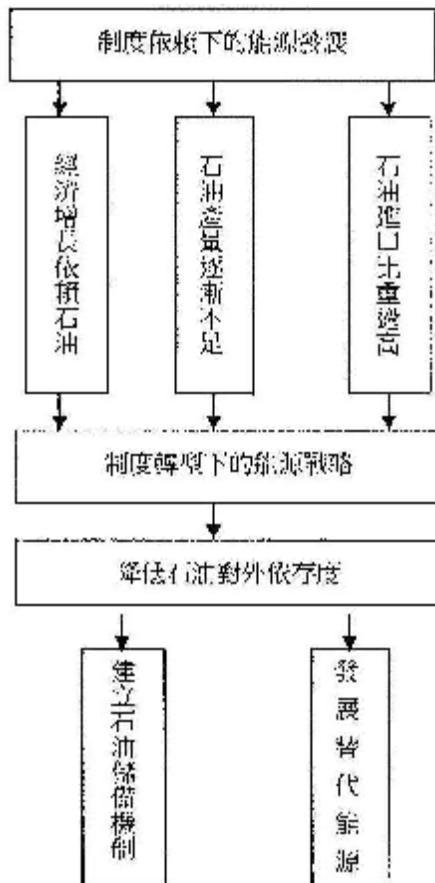 制度依賴下的能源發展
經濟增長依賴石油
石油產量逐漸不足
石油進口比重遞高
制度轉型下的能源戰略
降低石油對外依存度
建立石油儲備機制
發展替代能源